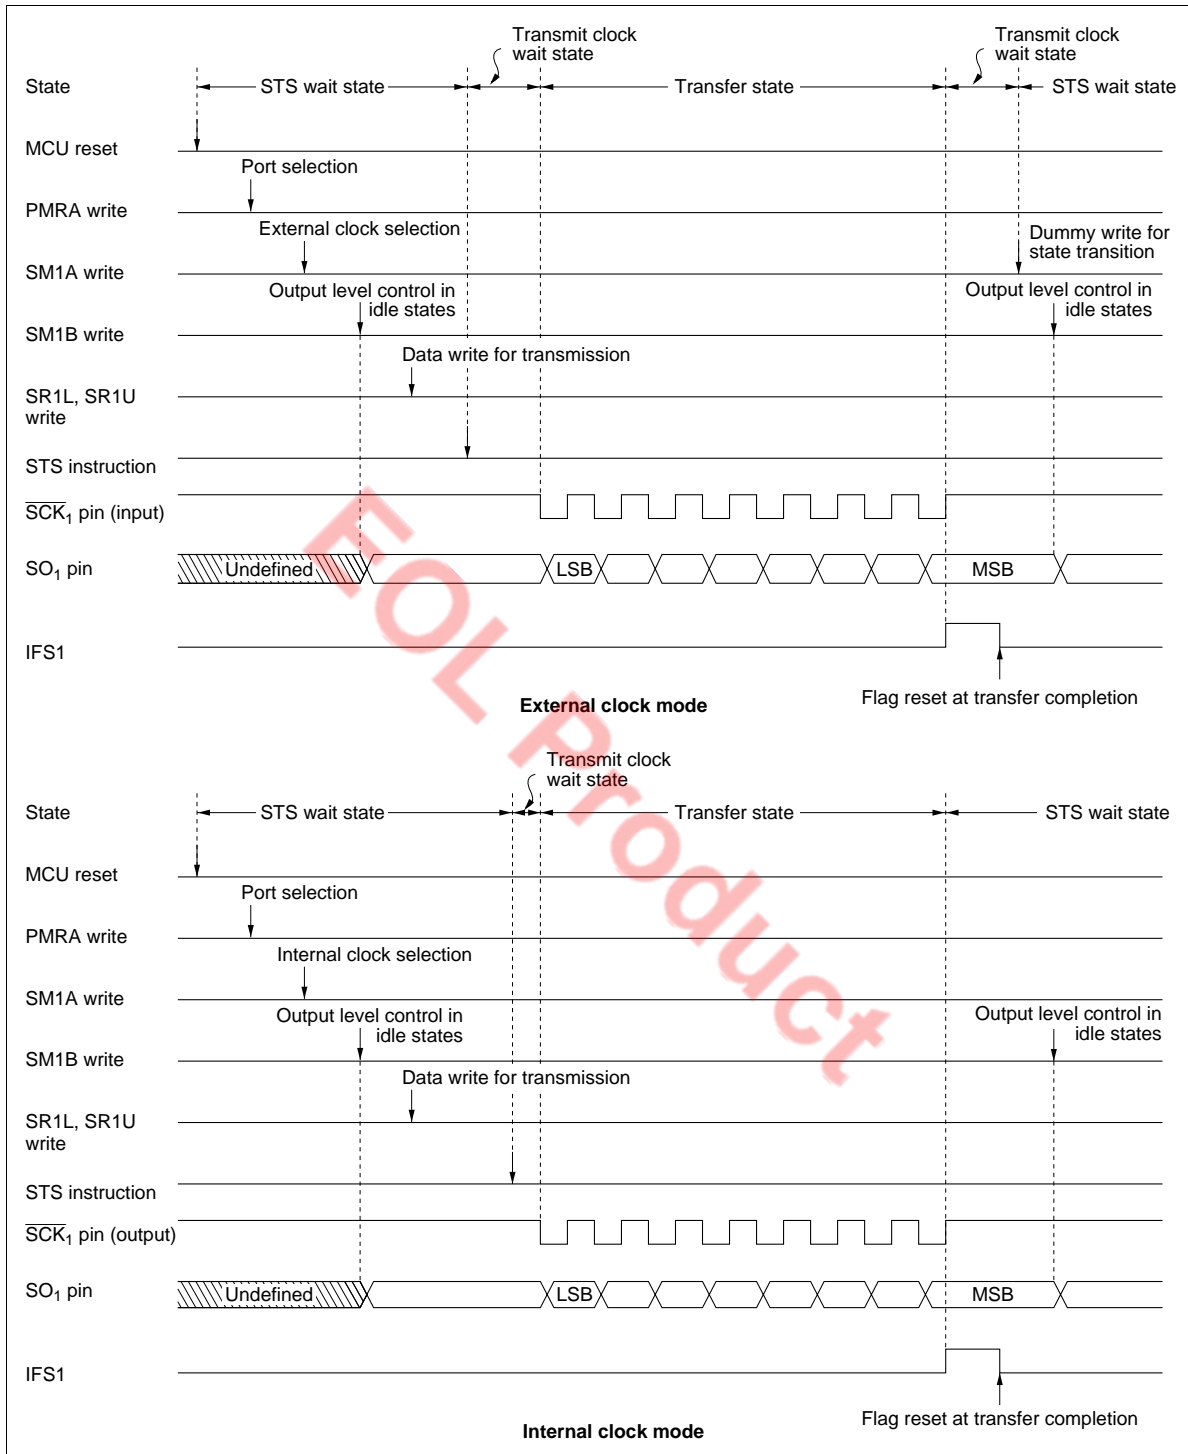 Transmit clock
wait state
Transmit clock
wait state
State
STS wait state
Transfer state
STS wait state
MCU reset
Port selection
PMRA write
External clock selection
Dummy write for
state transition
SM1A write
Output level control in
idle states
Output level control in
idle states
SM1B write
Data write for transmission
SR1L, SR1U
write
STS instruction
SCK1 pin (input)
SO1 pin
Undefined
LSB
MSB
IFS1
Flag reset at transfer completion
External clock mode
Transmit clock
wait state
State
STS wait state
Transfer state
STS wait state
MCU reset
Port selection
PMRA write
Internal clock selection
SM1A write
Output level control in
idle states
Output level control in
idle states
SM1B write
Data write for transmission
SR1L, SR1U
write
STS instruction
SCK1 pin (output)
SO1 pin
Undefined
LSB
MSB
IFS1
Flag reset at transfer completion
Internal clock mode
EOL Product